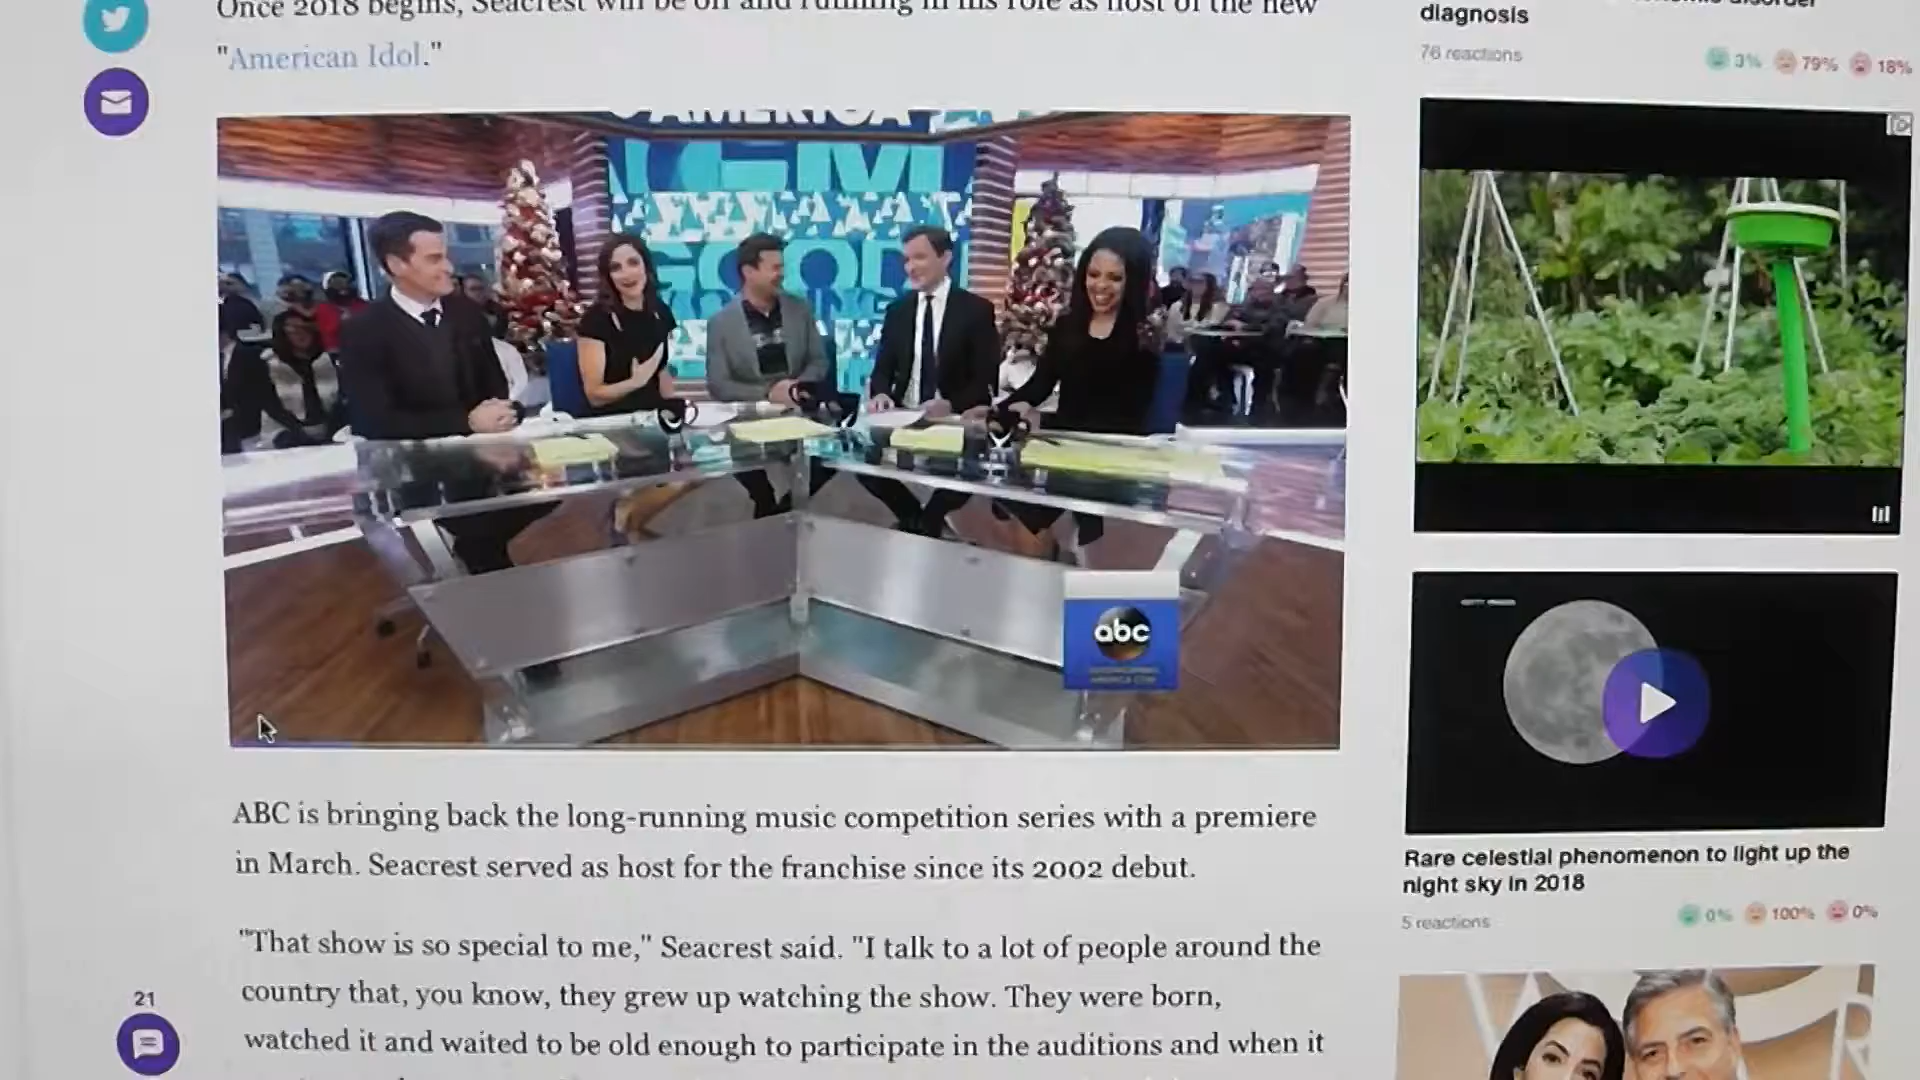 Once 2018 begins, Seacrest will be off and running in his role as host of the new
"American Idol."
AMERICA
GOOD
abc
ABC is bringing back the long-running music competition series with a premiere
in March. Seacrest served as host for the franchise since its 2002 debut.
"That show is so special to me," Seacrest said. "I talk to a lot of people around the
country that, you know, they grew up watching the show. They were born,
watched it and waited to be old enough to participate in the auditions and when it
21
disorder
diagnosis
76 reactions
3% 79% 18%
Rare celestial phenomenon to light up the
night sky in 2018
5 reactions
0% 100% 0%